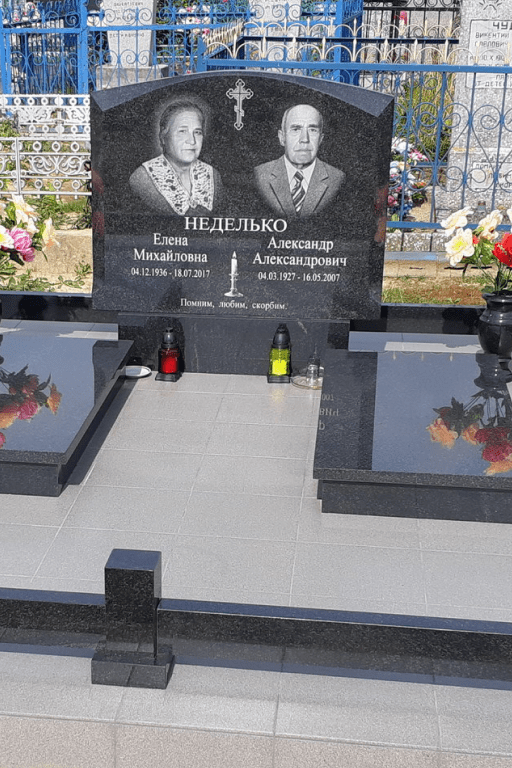 НЕДЕЛЬКО
Елена
Михайловна
04.12.1936 - 18.07.2017
Александр
Александрович
04.03.1927 - 16.05.2007
Помним, любим, скорбим.